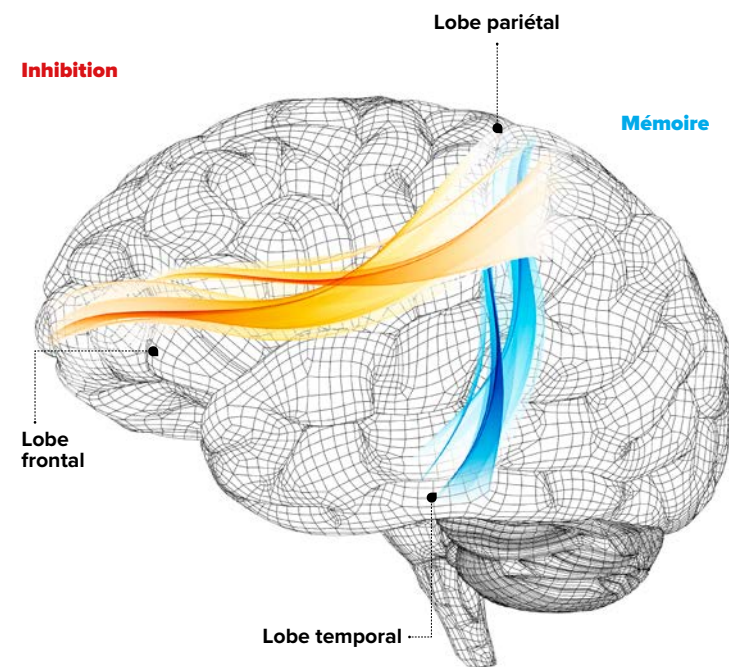 Lobe pariétal
Inhibition
Mémoire
Lobe
frontal
Lobe temporal